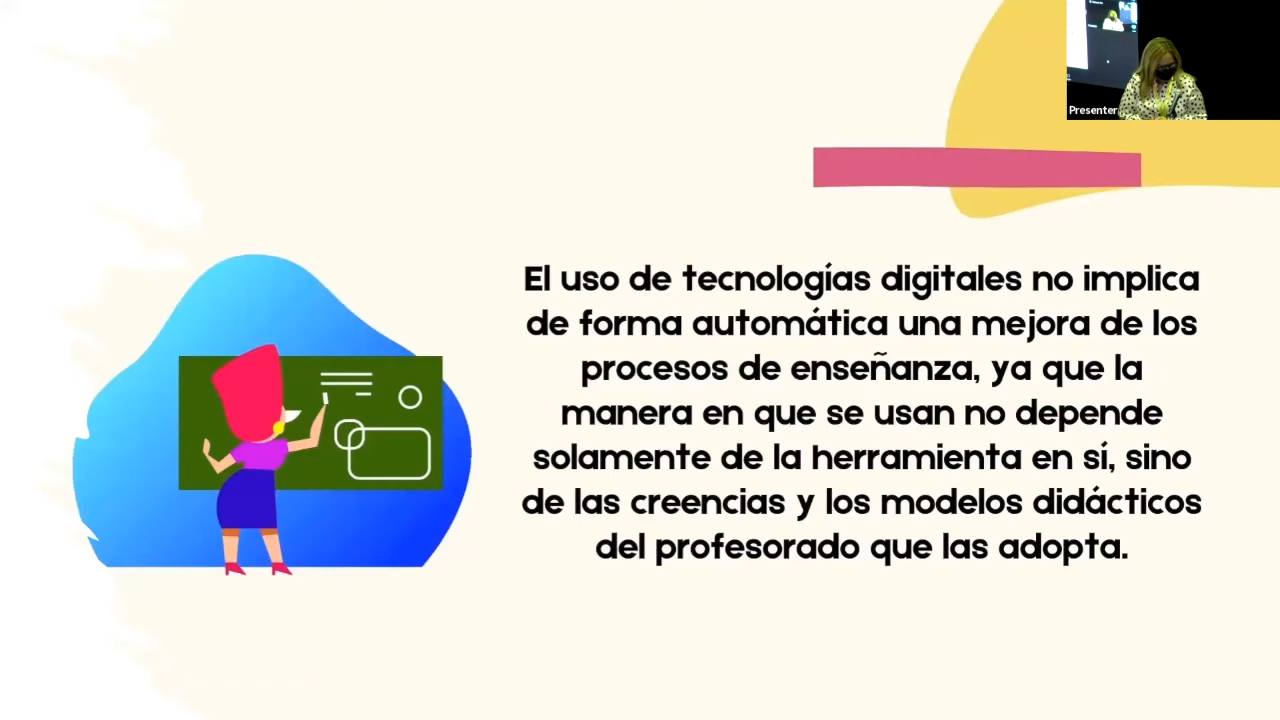 Presenter
El uso de tecnologías digitales no implica
de forma automática una mejora de los
procesos de enseñanza, ya que la
manera en que se usan no depende
solamente de la herramienta en sí, sino
de las creencias y los modelos didácticos
del profesorado que las adopta.